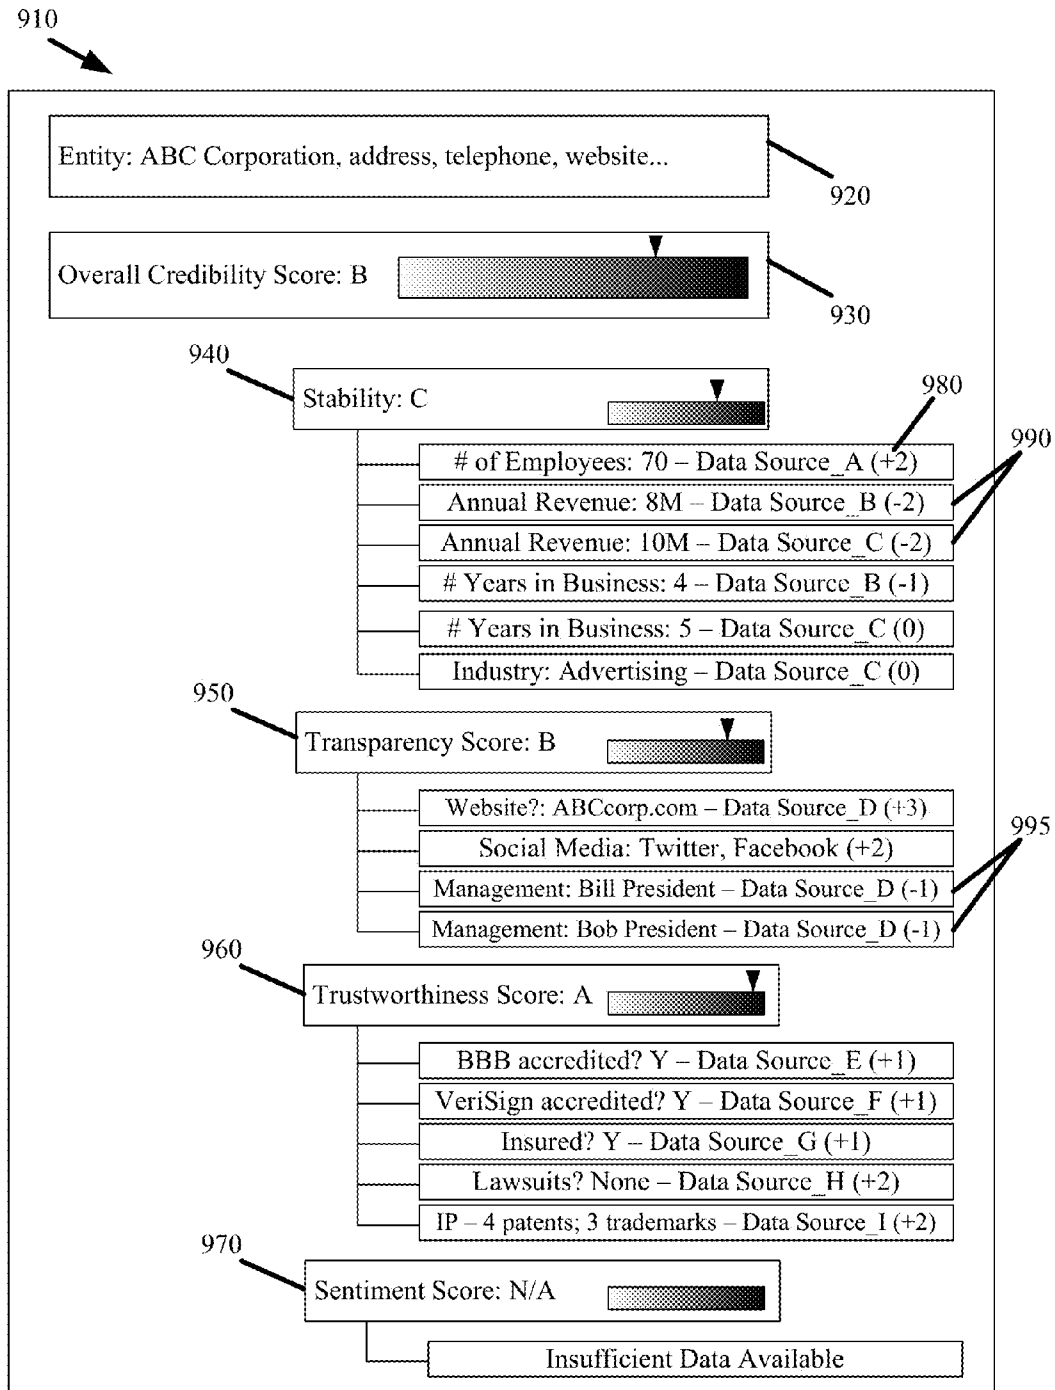 910
Entity: ABC Corporation, address, telephone, website...
920
Overall Credibility Score: B
930
940
Stability: C
980
990
# of Employees: 70 – Data Source_A (+2)
Annual Revenue: 8M – Data Source_B (-2)
Annual Revenue: 10M – Data Source_C (-2)
# Years in Business: 4 – Data Source_B (-1)
# Years in Business: 5 – Data Source_C (0)
Industry: Advertising – Data Source_C (0)
950
Transparency Score: B
Website?: ABCcorp.com – Data Source_D (+3)
995
Social Media: Twitter, Facebook (+2)
Management: Bill President – Data Source_D (-1)
Management: Bob President – Data Source_D (-1)
960
Trustworthiness Score: A
BBB accredited? Y – Data Source_E (+1)
VeriSign accredited? Y – Data Source_F (+1)
Insured? Y – Data Source_G (+1)
Lawsuits? None – Data Source_H (+2)
IP – 4 patents; 3 trademarks – Data Source_I (+2)
970
Sentiment Score: N/A
Insufficient Data Available